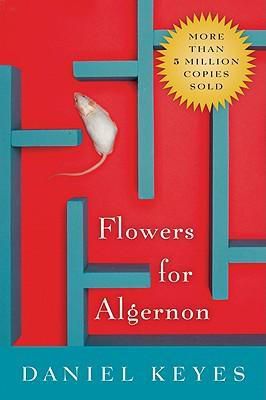 MORE
THAN
5 MILLION
COPIES
SOLD
Flowers
for
Algernon
DANIEL KEYES